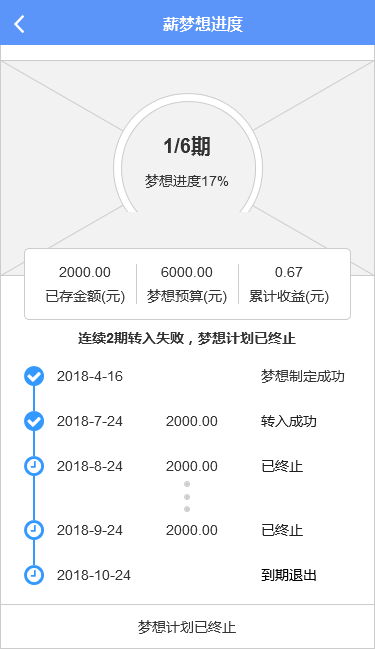 薪梦想进度
1/6期
梦想进度17%
2000.00 6000.00 0.67
已存金额(元) 梦想预算(元) 累计收益(元)
连续2期转入失败，梦想计划已终止
2018-4-16 梦想制定成功
2018-7-24 2000.00 转入成功
2018-8-24 2000.00 已终止
2018-9-24 2000.00 已终止
2018-10-24 到期退出
梦想计划已终止